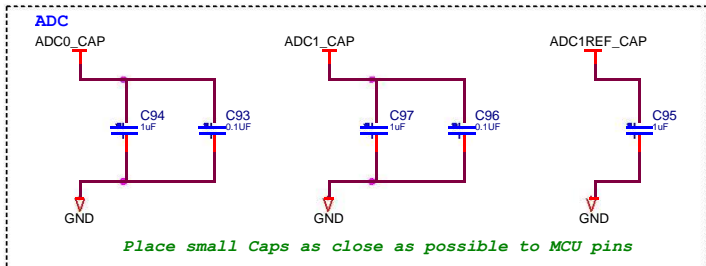 ADC
ADC0_CAP
ADC1_CAP
ADC1REF_CAP
C94
1uF
C93
0.1UF
C97
1uF
C96
0.1UF
C95
1uF
GND
GND
GND
Place small Caps as close as possible to MCU pins